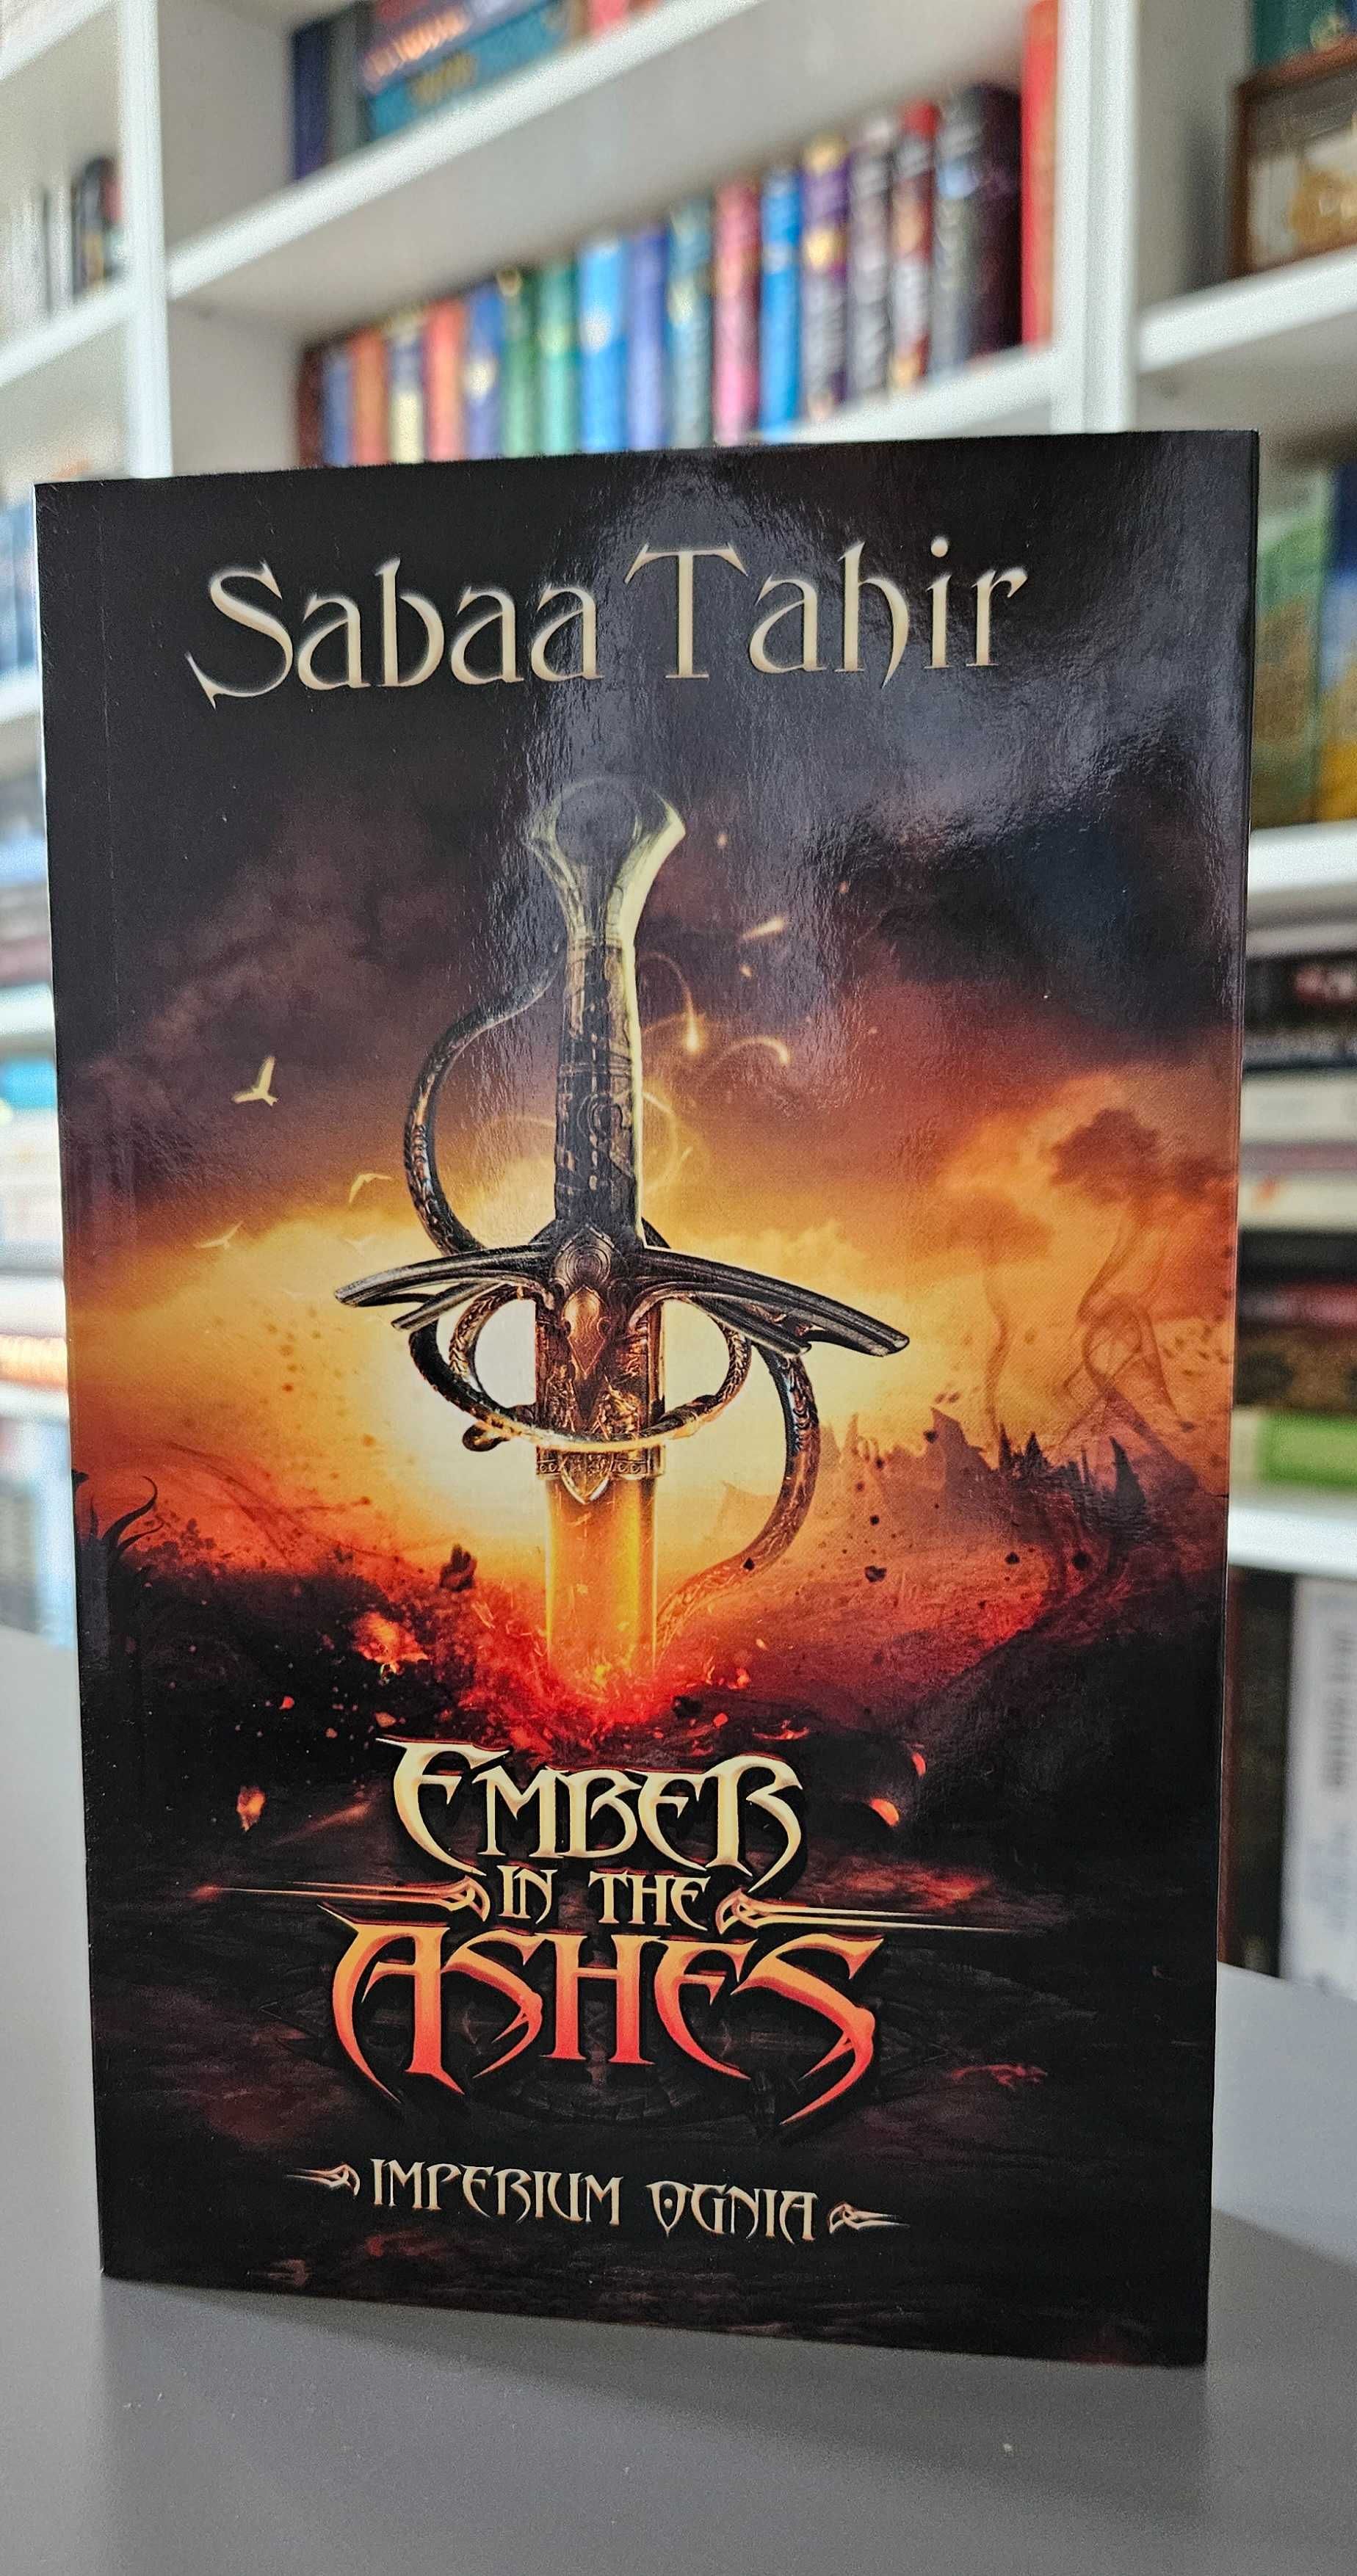 Sabaa Tahir
EMBER
IN THE
ASHES
IMPERIUM OGNIA